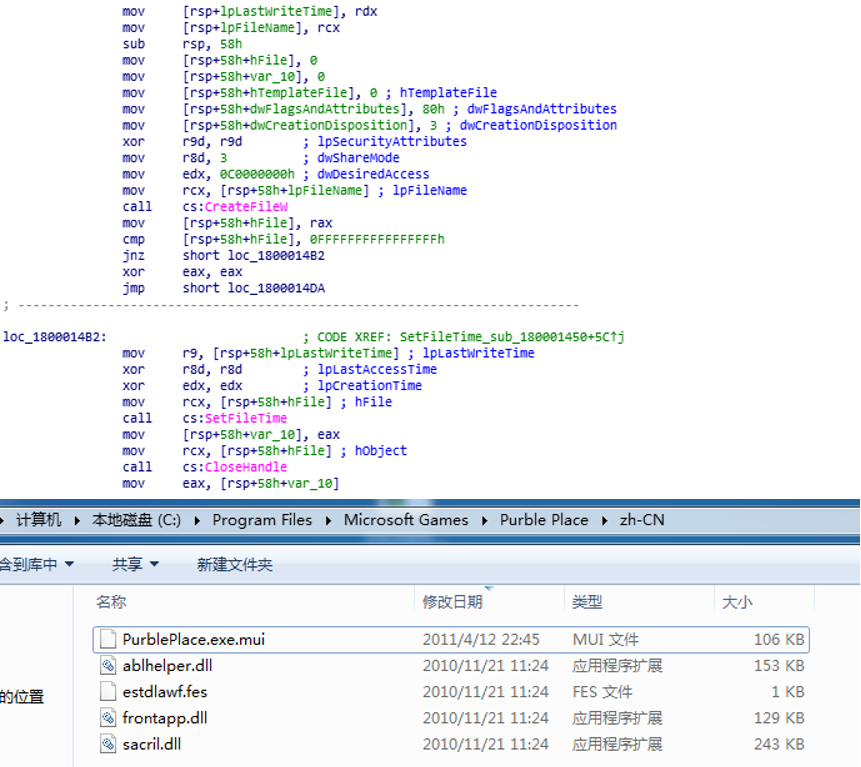 mov [rsp+lpLastWriteTime], rdx
mov [rsp+lpFileName], rcx
sub rsp, 58h
mov [rsp+58h+hFile], 0
mov [rsp+58h+var_10], 0
mov [rsp+58h+hTemplateFile], 0 ; hTemplateFile
mov [rsp+58h+dwFlagsAndAttributes], 80h ; dwFlagsAndAttributes
mov [rsp+58h+dwCreationDisposition], 3 ; dwCreationDisposition
xor r9d, r9d ; lpSecurityAttributes
mov r8d, 3 ; dwShareMode
mov edx, 0C0000000h ; dwDesiredAccess
mov rcx, [rsp+58h+lpFileName] ; lpFileName
call cs:CreateFileW
mov [rsp+58h+hFile], rax
cmp [rsp+58h+hFile], 0FFFFFFFFFFFFFFFFh
jnz short loc_1800014B2
xor eax, eax
jmp short loc_1800014DA
; ---------------------------------------------------------------------------
loc_1800014B2: ; CODE XREF: SetFileTime_sub_180001450+5C↑j
mov r9, [rsp+58h+lpLastWriteTime] ; lpLastWriteTime
xor r8d, r8d ; lpLastAccessTime
xor edx, edx ; lpCreationTime
mov rcx, [rsp+58h+hFile] ; hFile
call cs:SetFileTime
mov [rsp+58h+var_10], eax
mov rcx, [rsp+58h+hFile] ; hObject
call cs:CloseHandle
mov eax, [rsp+58h+var_10]
计算机 本地磁盘 (C:) Program Files Microsoft Games Purble Place zh-CN
含到库中 共享 新建文件夹
名称 修改日期 类型 大小
PurblePlace.exe.mui 2011/4/12 22:45 MUI 文件 106 KB
ablhelper.dll 2010/11/21 11:24 应用程序扩展 153 KB
estdlawf.fes 2010/11/21 11:24 FES 文件 1 KB
的位置
frontapp.dll 2010/11/21 11:24 应用程序扩展 129 KB
sacril.dll 2010/11/21 11:24 应用程序扩展 243 KB